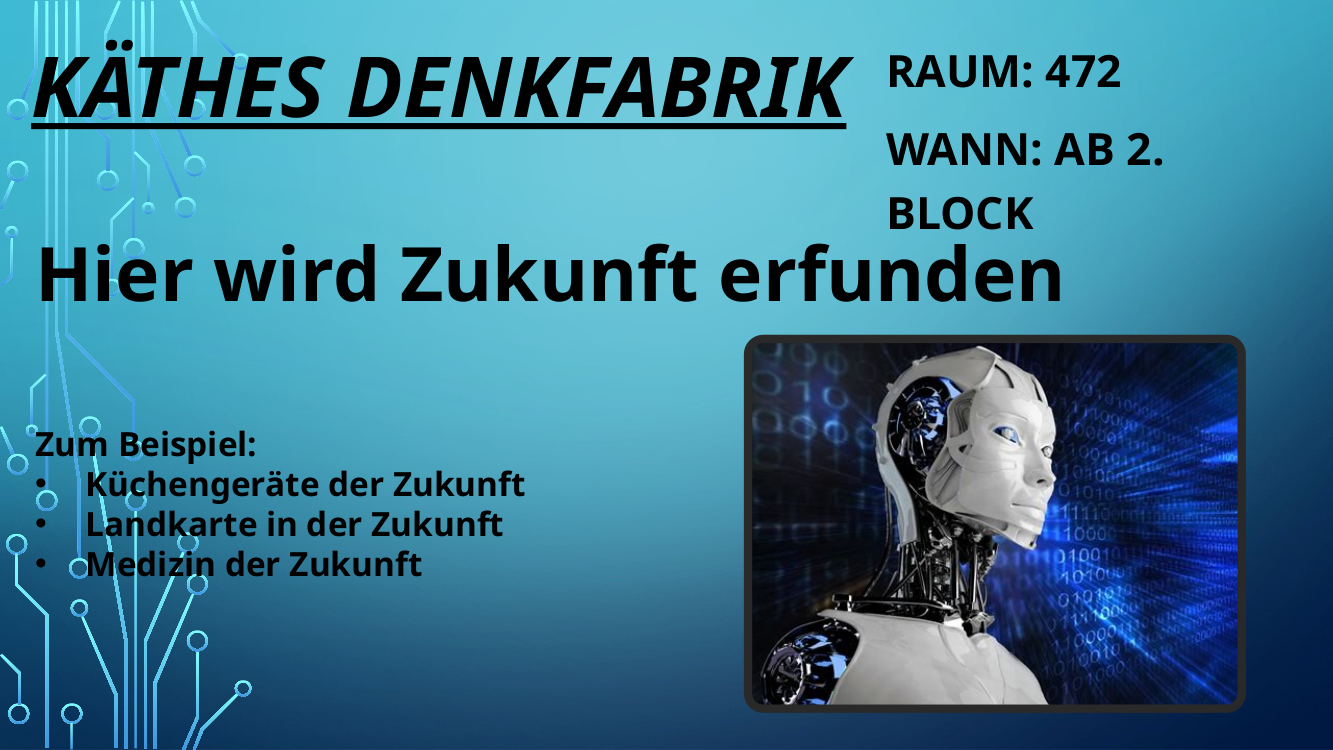 KÄTHES DENKFABRIK
RAUM: 472
WANN: AB 2.
BLOCK
Hier wird Zukunft erfunden
Zum Beispiel:
• Küchengeräte der Zukunft
• Landkarte in der Zukunft
• Medizin der Zukunft